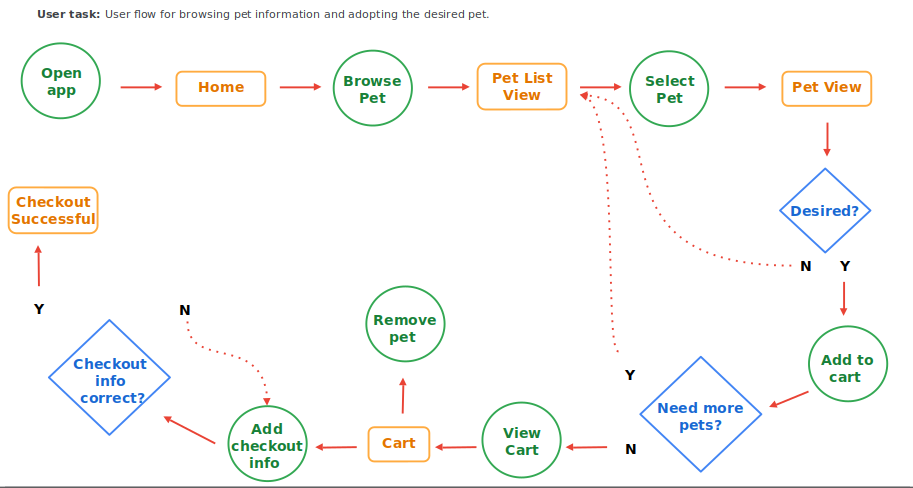 User task: User flow for browsing pet information and adopting the desired pet.
Open
app
Home
Browse
Pet
Pet List
View
Select
Pet
Pet View
Desired?
N
Y
Add to
cart
Need more
pets?
Y
N
View
Cart
Cart
Remove
pet
Add
checkout
info
Checkout
info
correct?
N
Y
Checkout
Successful